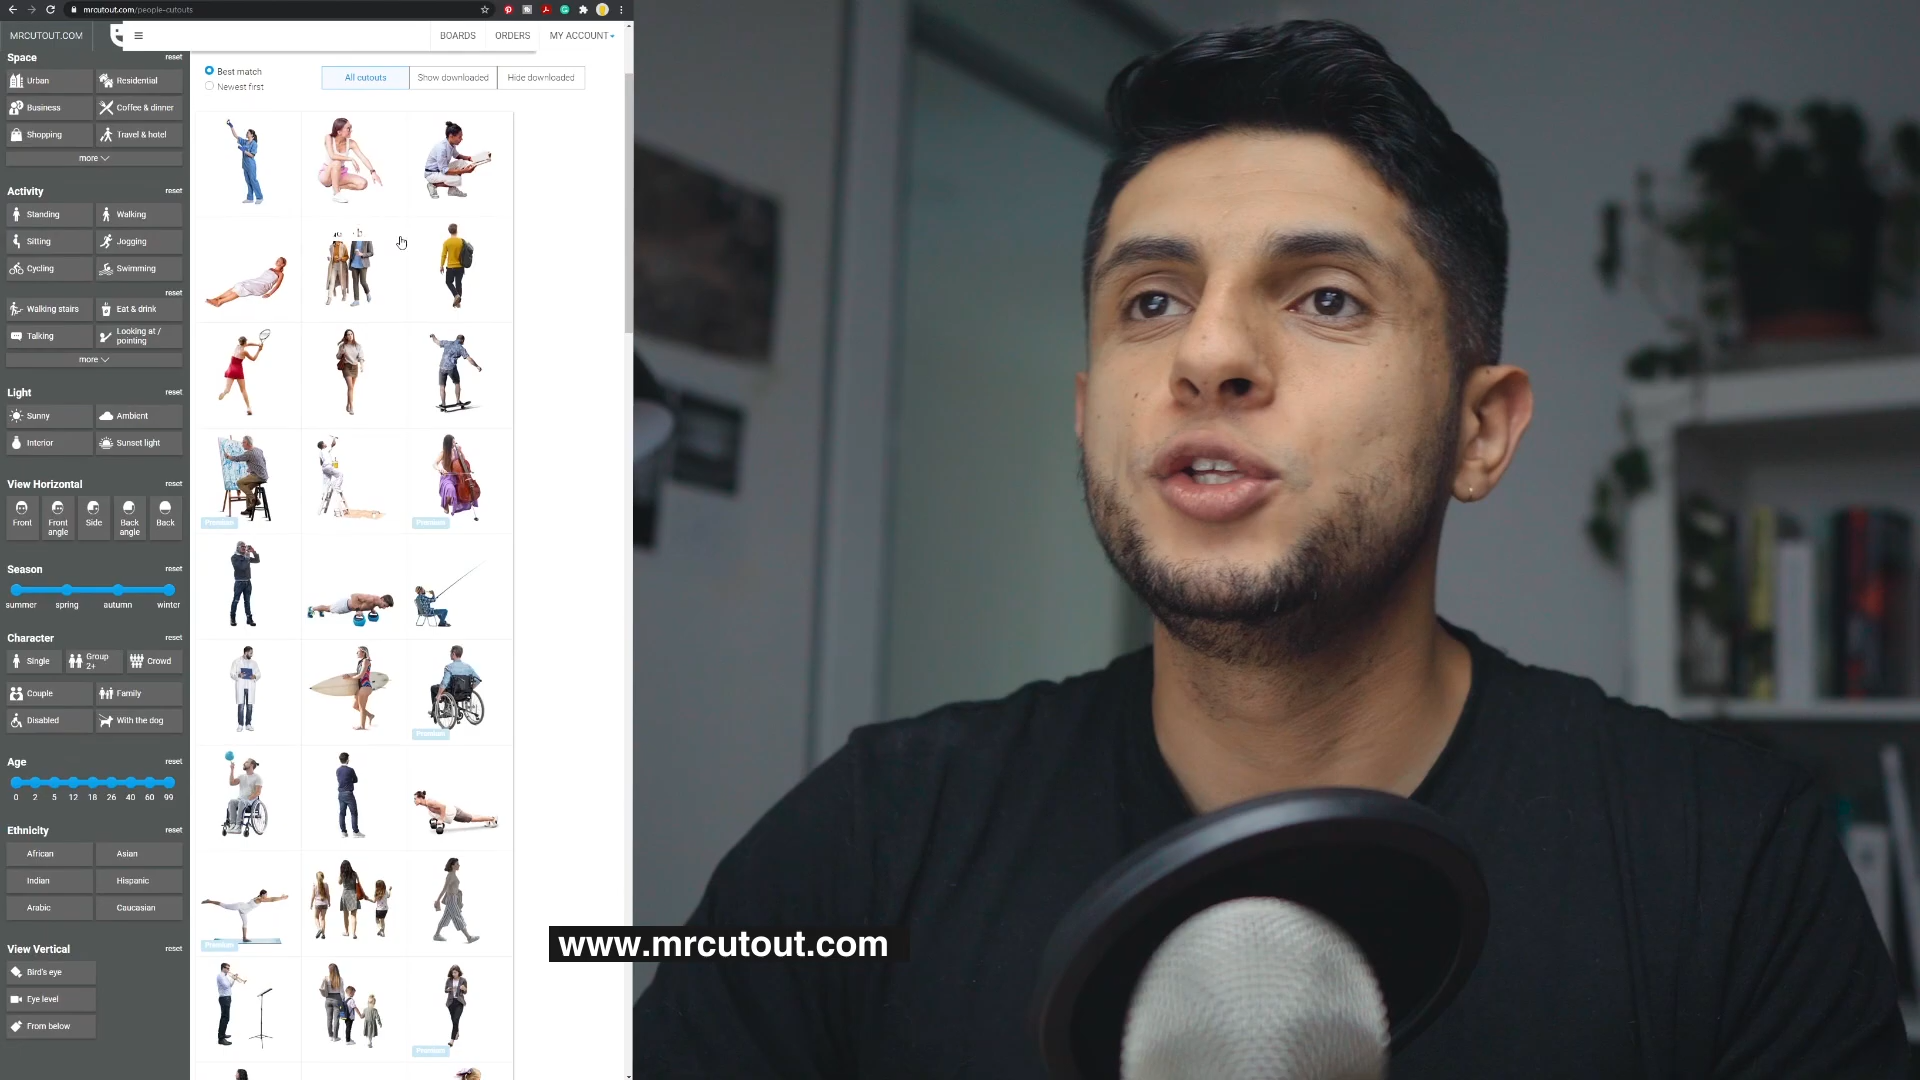 mrcutout.com/people-cutouts
MRCUTOUT.COM
BOARDS
ORDERS
MY ACCOUNT
Space
reset
Urban
Residential
Business
Coffee & dinner
Shopping
Travel & hotel
more
Activity
reset
Standing
Walking
Sitting
Jogging
Cycling
Swimming
reset
Walking stairs
Eat & drink
Talking
Looking at /
pointing
more
Light
reset
Sunny
Ambient
Interior
Sunset light
View Horizontal
reset
Front
Front
angle
Side
Back
angle
Back
Season
reset
summer
spring
autumn
winter
Character
reset
Single
Group
2+
Crowd
Couple
Family
Disabled
With the dog
Age
reset
0 2 5 12 18 26 40 60 99
Ethnicity
reset
African
Asian
Indian
Hispanic
Arabic
Caucasian
View Vertical
reset
Bird's eye
Eye level
From below
Best match
Newest first
All cutouts
Show downloaded
Hide downloaded
Premium
Premium
Premium
Premium
Premium
www.mrcutout.com